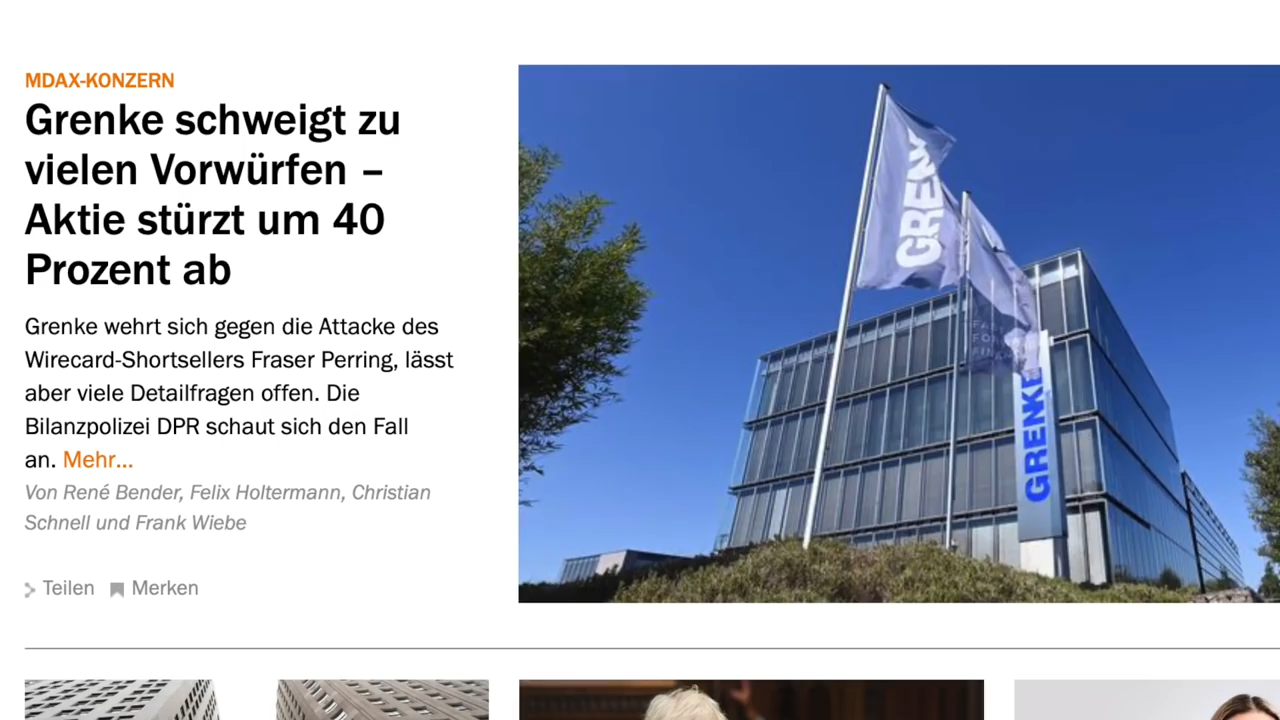 MDAX-KONZERN
Grenke schweigt zu
vielen Vorwürfen –
Aktie stürzt um 40
Prozent ab
Grenke wehrt sich gegen die Attacke des
Wirecard-Shortsellers Fraser Perring, lässt
aber viele Detailfragen offen. Die
Bilanzpolizei DPR schaut sich den Fall
an. Mehr...
Von René Bender, Felix Holtermann, Christian
Schnell und Frank Wiebe
Teilen Merken
GRENK
GRENKE